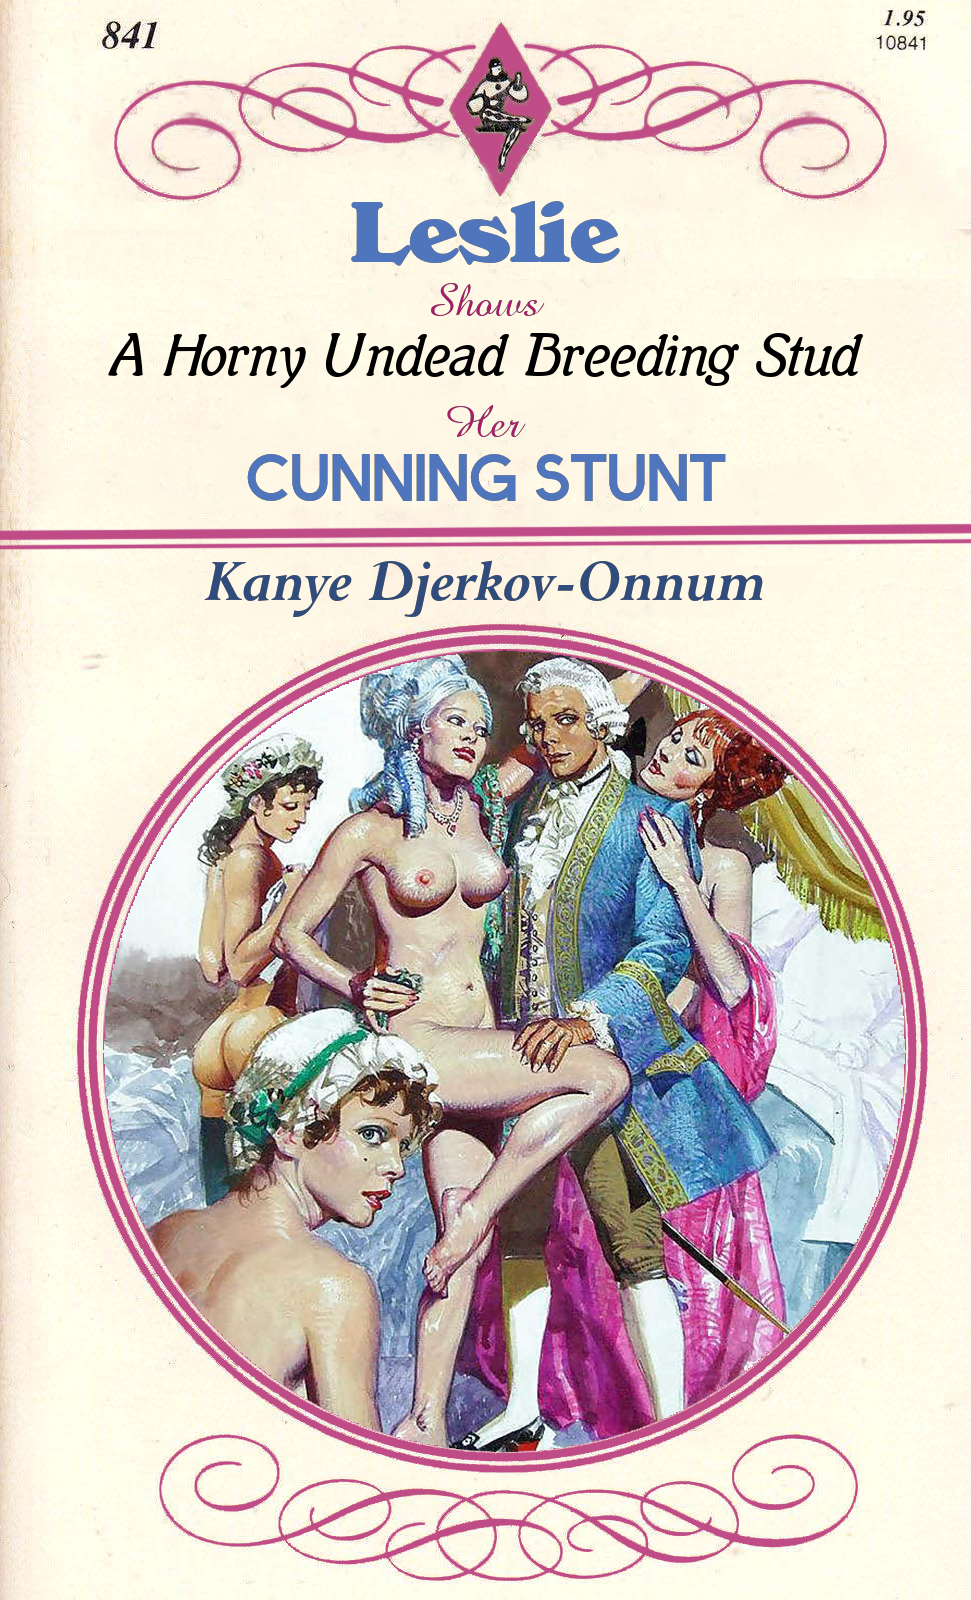 841
1.95
10841
Leslie
Shows
A Horny Undead Breeding Stud
Her
CUNNING STUNT
Kanye Djerkov-Onnum